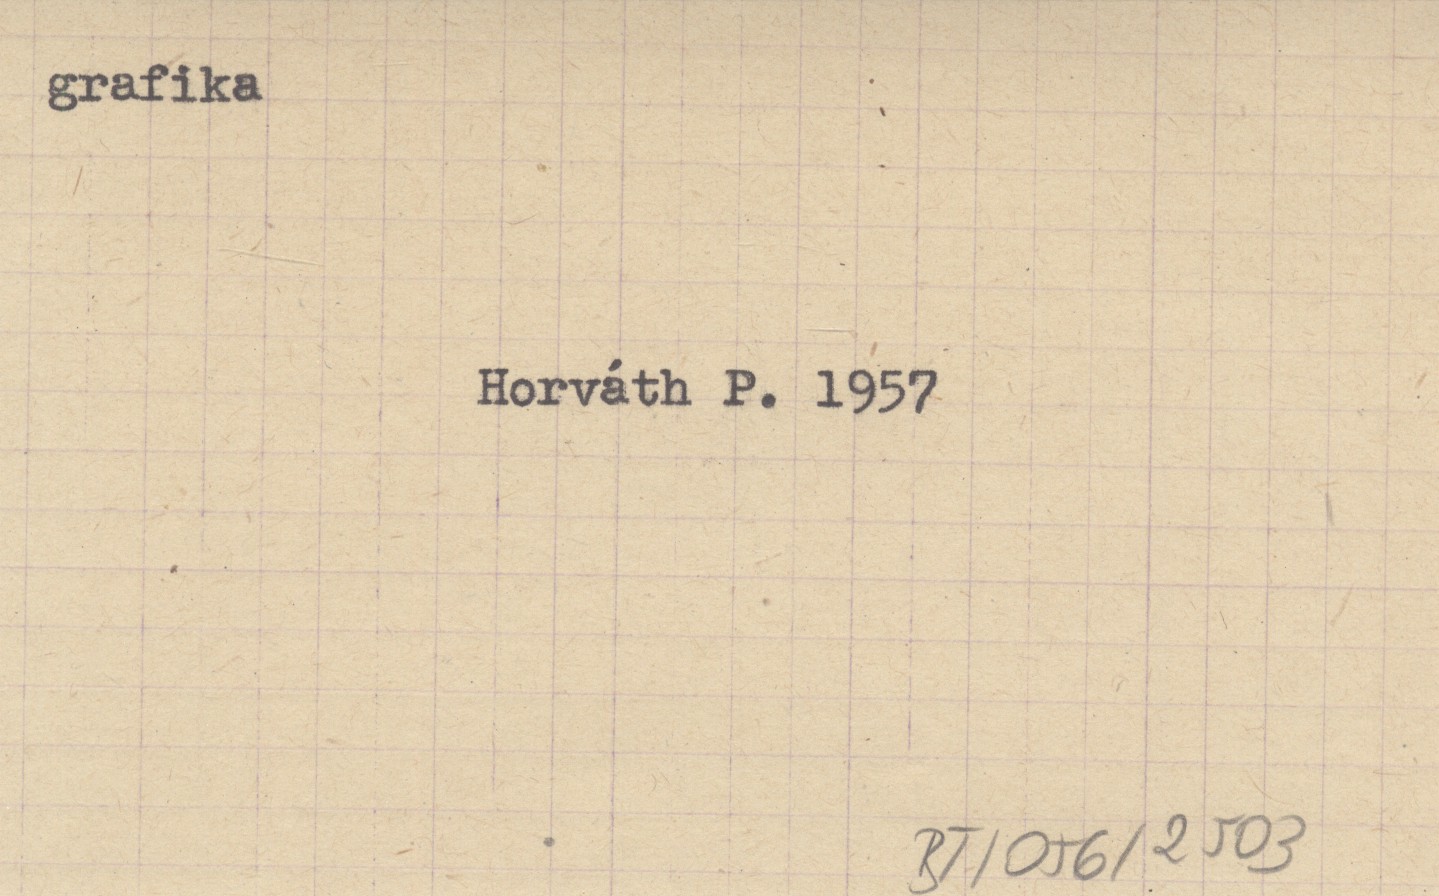 grafika
Horváth P. 1957
BT/056/2503